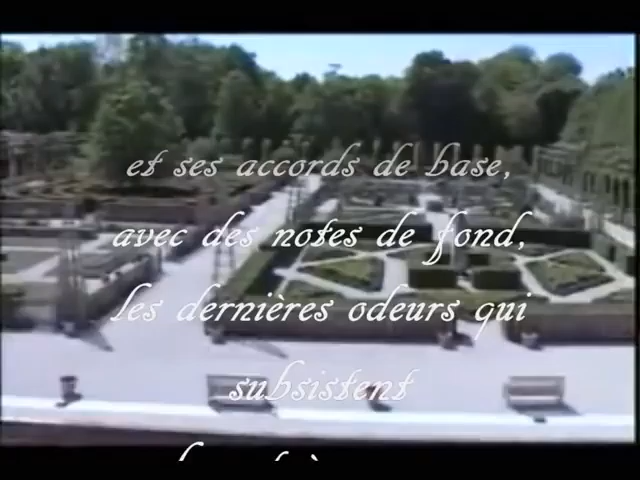 et ses accords de base,
avec des notes de fond,
les dernières odeurs qui
subsistent